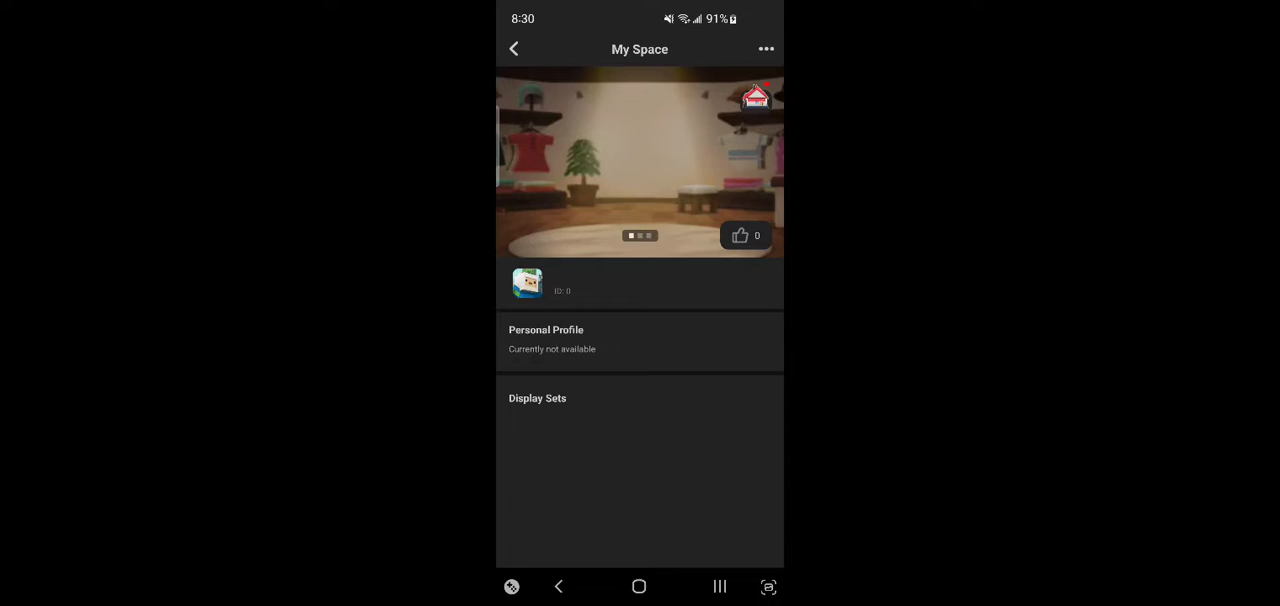 8:30
91%
My Space
0
ID: 0
Personal Profile
Currently not available
Display Sets